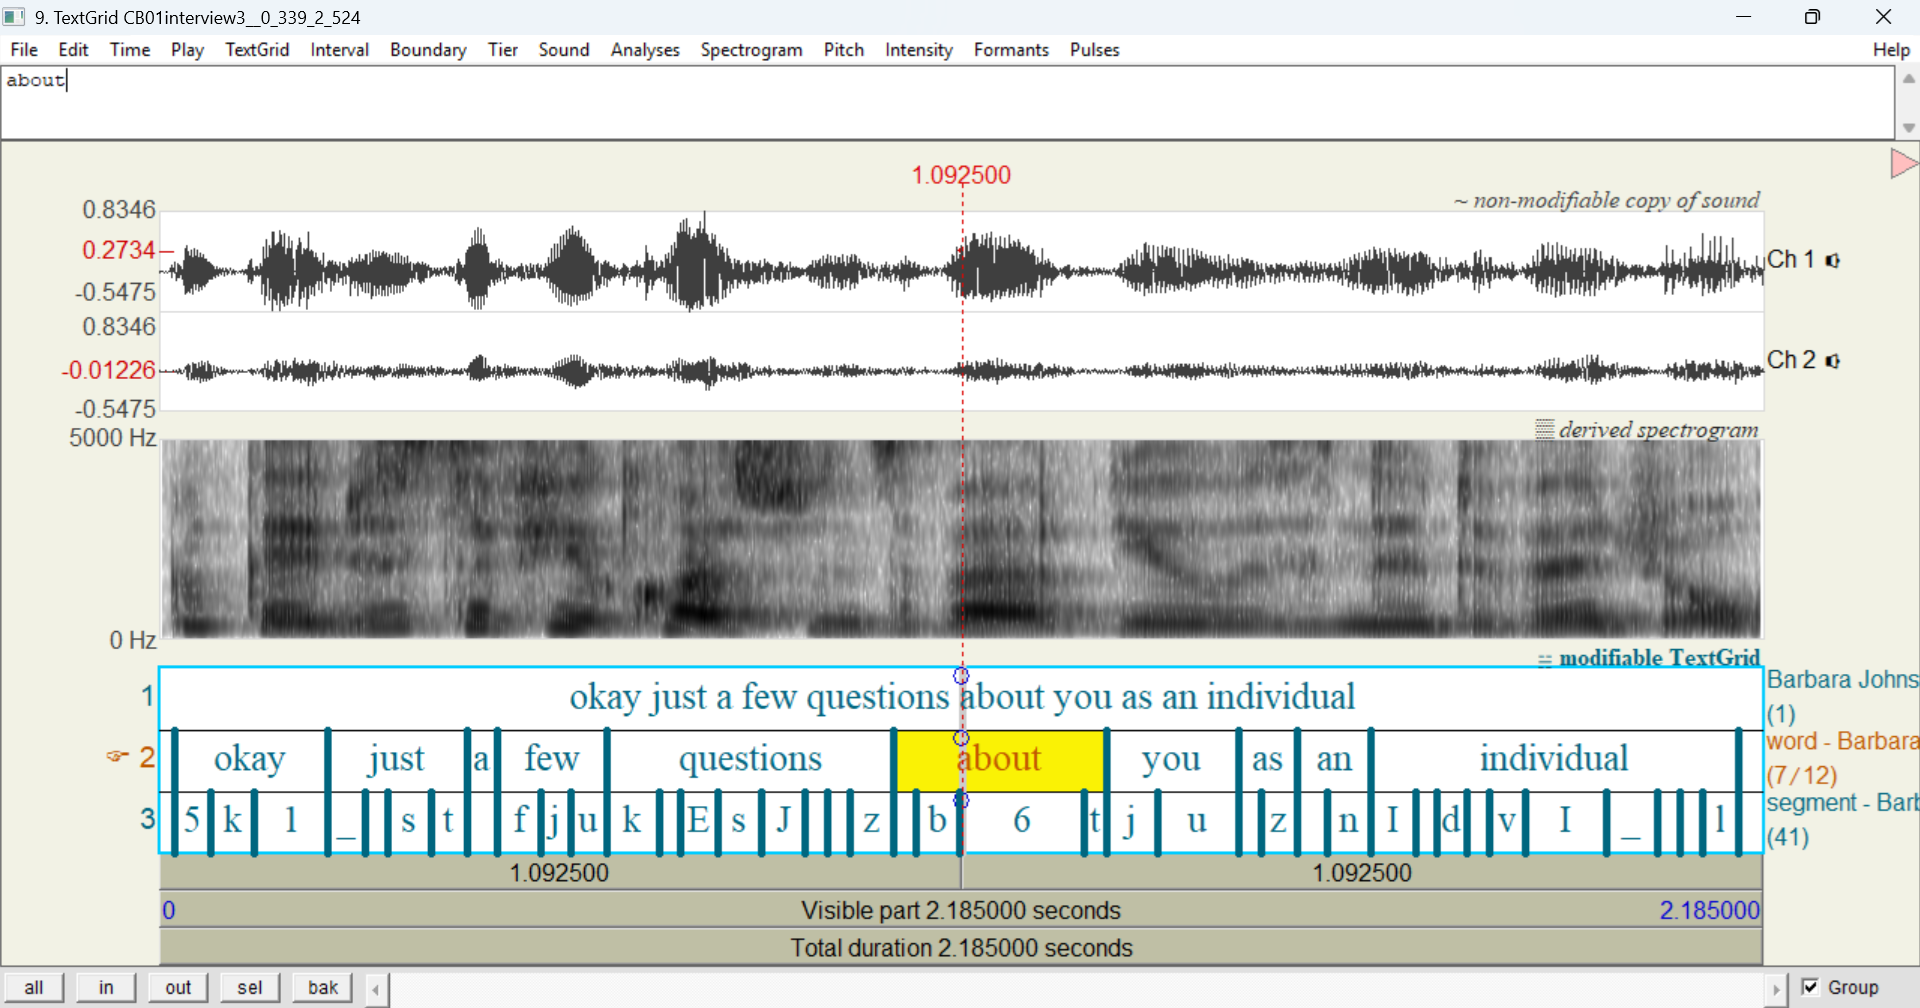 9. TextGrid CB01interview3__0_339_2_524
File Edit Time Play TextGrid Interval Boundary Tier Sound Analyses Spectrogram Pitch Intensity Formants Pulses Help
about
1.092500
~ non-modifiable copy of sound
0.8346
0.2734
-0.5475
Ch 1
0.8346
-0.01226
-0.5475
Ch 2
5000 Hz
derived spectrogram
0 Hz
modifiable TextGrid
1 okay just a few questions about you as an individual
Barbara Johns
(1)
2 okay just a few questions about you as an individual
word - Barbara
(7/12)
3 5 k 1 _ s t f j u k E s J z b 6 t j u z n I d v I _ l
segment - Bark
(41)
1.092500 1.092500
0 Visible part 2.185000 seconds 2.185000
Total duration 2.185000 seconds
all in out sel bak Group